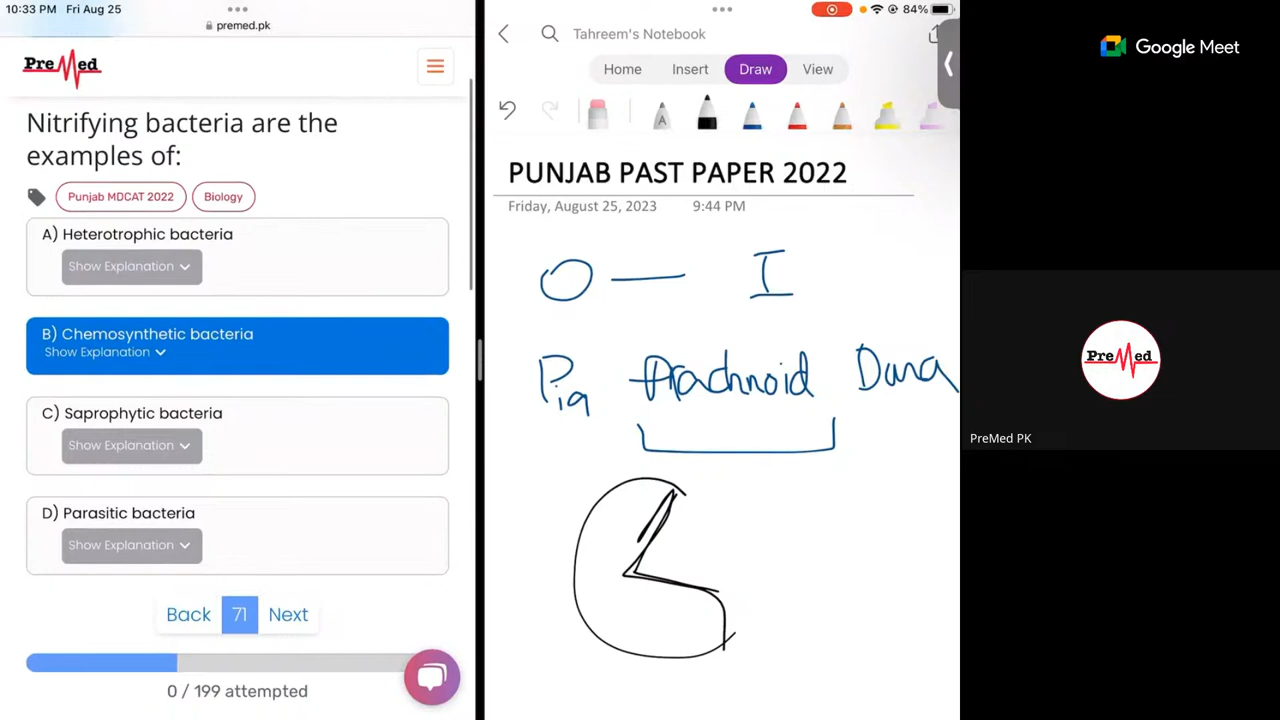 10:33 PM Fri Aug 25
premed.pk
PreMed
Nitrifying bacteria are the
examples of:
Punjab MDCAT 2022 Biology
A) Heterotrophic bacteria
Show Explanation
B) Chemosynthetic bacteria
Show Explanation
C) Saprophytic bacteria
Show Explanation
D) Parasitic bacteria
Show Explanation
Back 71 Next
0 / 199 attempted
84%
Tahreem's Notebook
Home Insert Draw View
A
PUNJAB PAST PAPER 2022
Friday, August 25, 2023 9:44 PM
O — I
Pia Arachnoid Dura
Google Meet
PreMed
PreMed PK